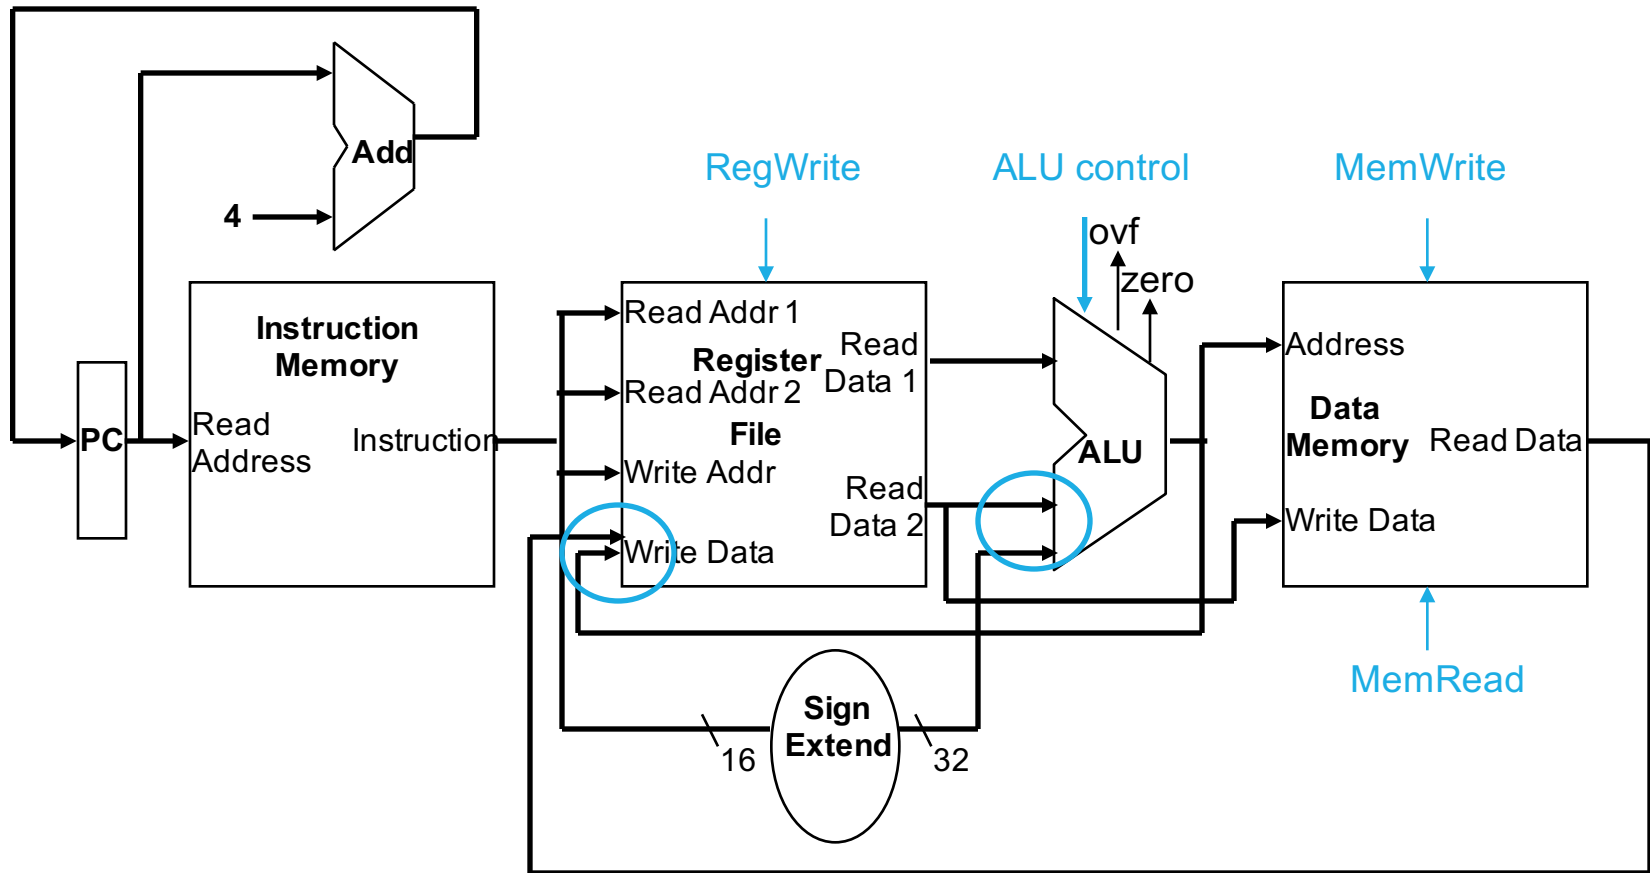 Add
4
RegWrite
ALU control
MemWrite
ovf
zero
Instruction
Memory
Read
Address
Instruction
PC
Read Addr 1
Register
Read Addr 2
File
Write Addr
Write Data
Read
Data 1
Read
Data 2
ALU
Address
Data
Memory
Read Data
Write Data
MemRead
Sign
Extend
16
32